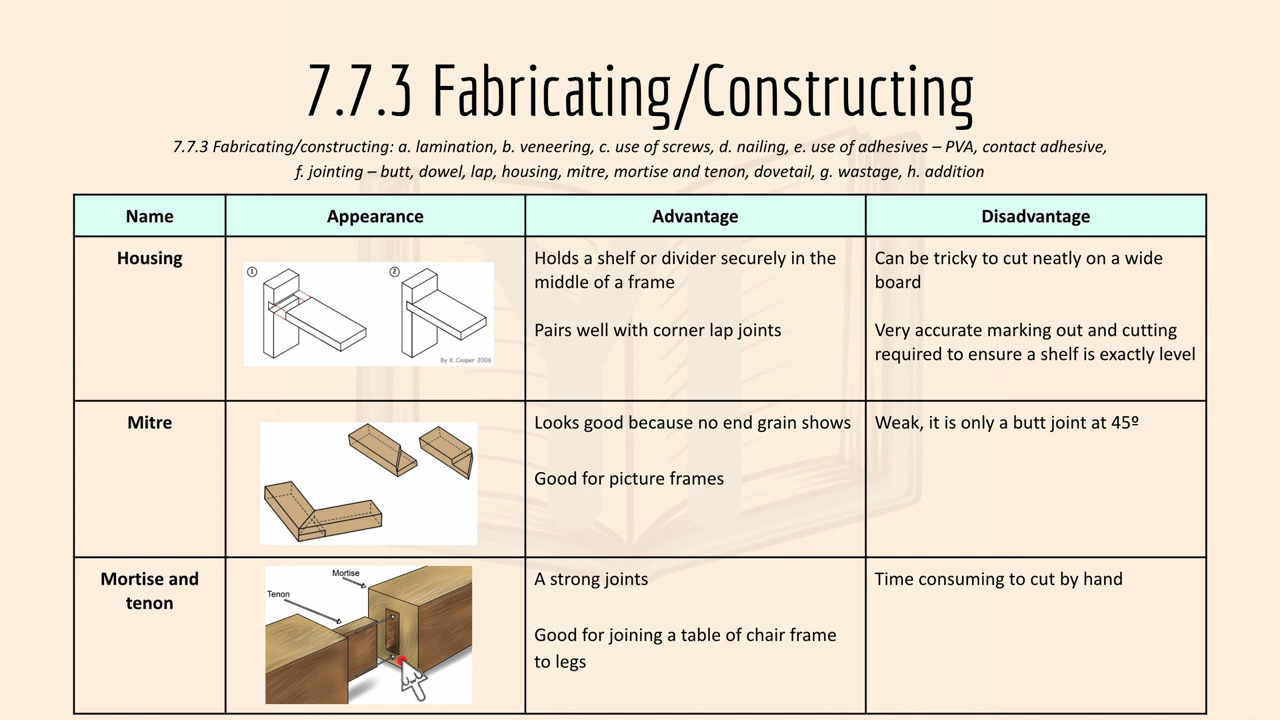 7.7.3 Fabricating/Constructing
7.7.3 Fabricating/constructing: a. lamination, b. veneering, c. use of screws, d. nailing, e. use of adhesives – PVA, contact adhesive,
f. jointing – butt, dowel, lap, housing, mitre, mortise and tenon, dovetail, g. wastage, h. addition
Name
Appearance
Advantage
Disadvantage
Housing
1
2
By R.Cooper 2006
Holds a shelf or divider securely in the
middle of a frame
Pairs well with corner lap joints
Can be tricky to cut neatly on a wide
board
Very accurate marking out and cutting
required to ensure a shelf is exactly level
Mitre
Looks good because no end grain shows
Good for picture frames
Weak, it is only a butt joint at 45º
Mortise and
tenon
Mortise
Tenon
A strong joints
Good for joining a table of chair frame
to legs
Time consuming to cut by hand